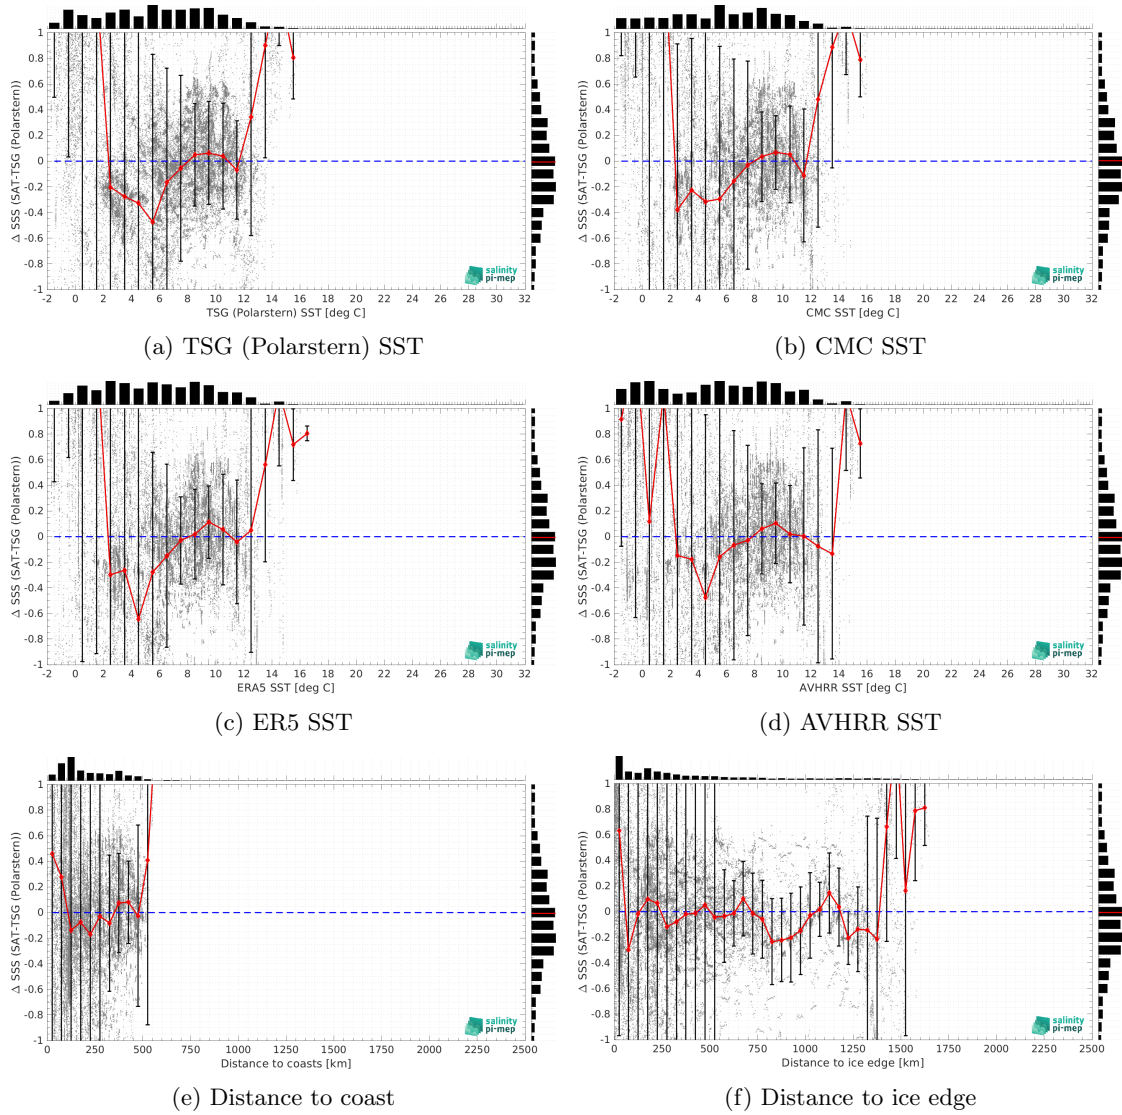 1
0.8
0.6
0.4
0.2
0
-0.2
-0.4
-0.6
-0.8
-1
Δ SSS (SAT-TSG (Polarstern))
salinity
pi-mep
-2 0 2 4 6 8 10 12 14 16 18 20 22 24 26 28 30 32
TSG (Polarstern) SST [deg C]
(a) TSG (Polarstern) SST
1
0.8
0.6
0.4
0.2
0
-0.2
-0.4
-0.6
-0.8
-1
Δ SSS (SAT-TSG (Polarstern))
salinity
pi-mep
-2 0 2 4 6 8 10 12 14 16 18 20 22 24 26 28 30 32
CMC SST [deg C]
(b) CMC SST
1
0.8
0.6
0.4
0.2
0
-0.2
-0.4
-0.6
-0.8
-1
Δ SSS (SAT-TSG (Polarstern))
salinity
pi-mep
-2 0 2 4 6 8 10 12 14 16 18 20 22 24 26 28 30 32
ERA5 SST [deg C]
(c) ER5 SST
1
0.8
0.6
0.4
0.2
0
-0.2
-0.4
-0.6
-0.8
-1
Δ SSS (SAT-TSG (Polarstern))
salinity
pi-mep
-2 0 2 4 6 8 10 12 14 16 18 20 22 24 26 28 30 32
AVHRR SST [deg C]
(d) AVHRR SST
1
0.8
0.6
0.4
0.2
0
-0.2
-0.4
-0.6
-0.8
-1
Δ SSS (SAT-TSG (Polarstern))
salinity
pi-mep
0 250 500 750 1000 1250 1500 1750 2000 2250 2500
Distance to coasts [km]
(e) Distance to coast
1
0.8
0.6
0.4
0.2
0
-0.2
-0.4
-0.6
-0.8
-1
Δ SSS (SAT-TSG (Polarstern))
salinity
pi-mep
0 250 500 750 1000 1250 1500 1750 2000 2250 2500
Distance to ice edge [km]
(f) Distance to ice edge